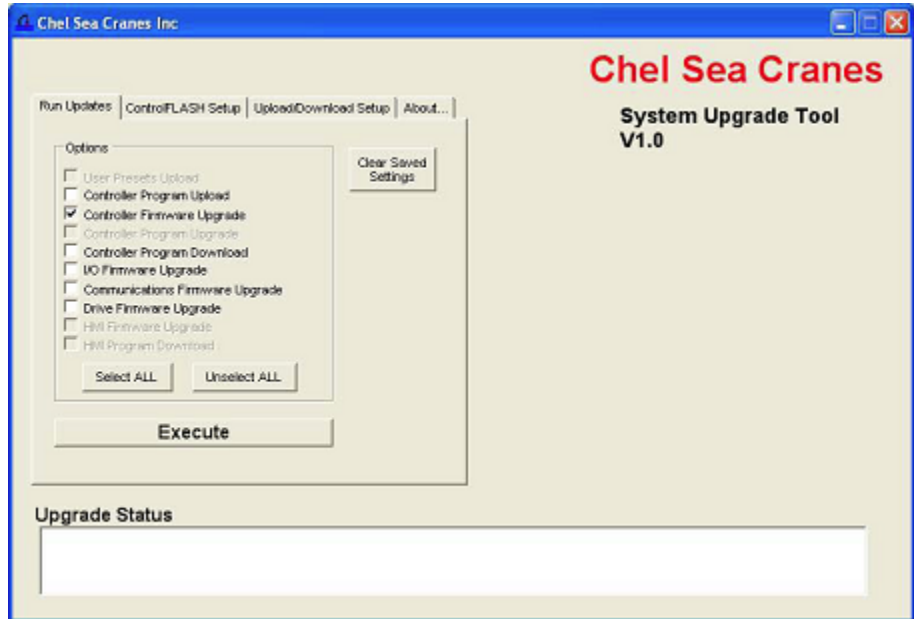 Chel Sea Cranes Inc
Chel Sea Cranes
System Upgrade Tool
V1.0
Run Updates
ControlFLASH Setup
Upload/Download Setup
About...
Options
User Presets Upload
Controller Program Upload
Controller Firmware Upgrade
Controller Program Upgrade
Controller Program Download
I/O Firmware Upgrade
Communications Firmware Upgrade
Drive Firmware Upgrade
HMI Firmware Upgrade
HMI Program Download
Select ALL
Unselect ALL
Clear Saved
Settings
Execute
Upgrade Status